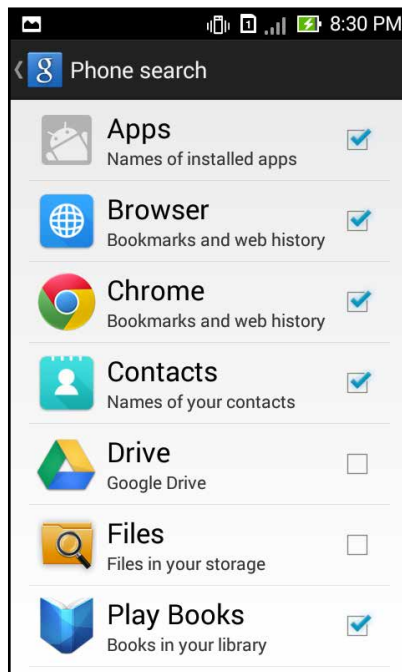 1 8:30 PM
g Phone search
Apps
Names of installed apps
Browser
Bookmarks and web history
Chrome
Bookmarks and web history
Contacts
Names of your contacts
Drive
Google Drive
Files
Files in your storage
Play Books
Books in your library